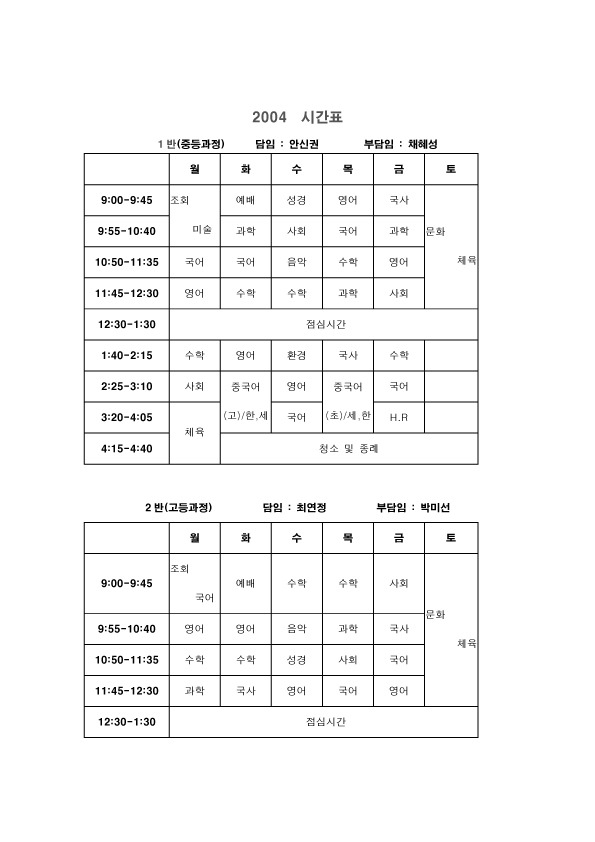 2004 시간표
1반(중등과정) 담임 : 안신권 부담임 : 채혜성
월 화 수 목 금 토
9:00-9:45 조회 예배 성경 영어 국사
미술
9:55-10:40 과학 사회 국어 과학 문화
체육
10:50-11:35 국어 국어 음악 수학 영어
11:45-12:30 영어 수학 수학 과학 사회
12:30-1:30 점심시간
1:40-2:15 수학 영어 환경 국사 수학
2:25-3:10 사회 중국어 영어 중국어 국어
3:20-4:05 (고)/한,세 국어 (초)/세,한 H.R
체육
4:15-4:40 청소 및 종례
2반(고등과정) 담임 : 최연정 부담임 : 박미선
월 화 수 목 금 토
조회
9:00-9:45 예배 수학 수학 사회
국어
문화
9:55-10:40 영어 영어 음악 과학 국사
체육
10:50-11:35 수학 수학 성경 사회 국어
11:45-12:30 과학 국사 영어 국어 영어
12:30-1:30 점심시간